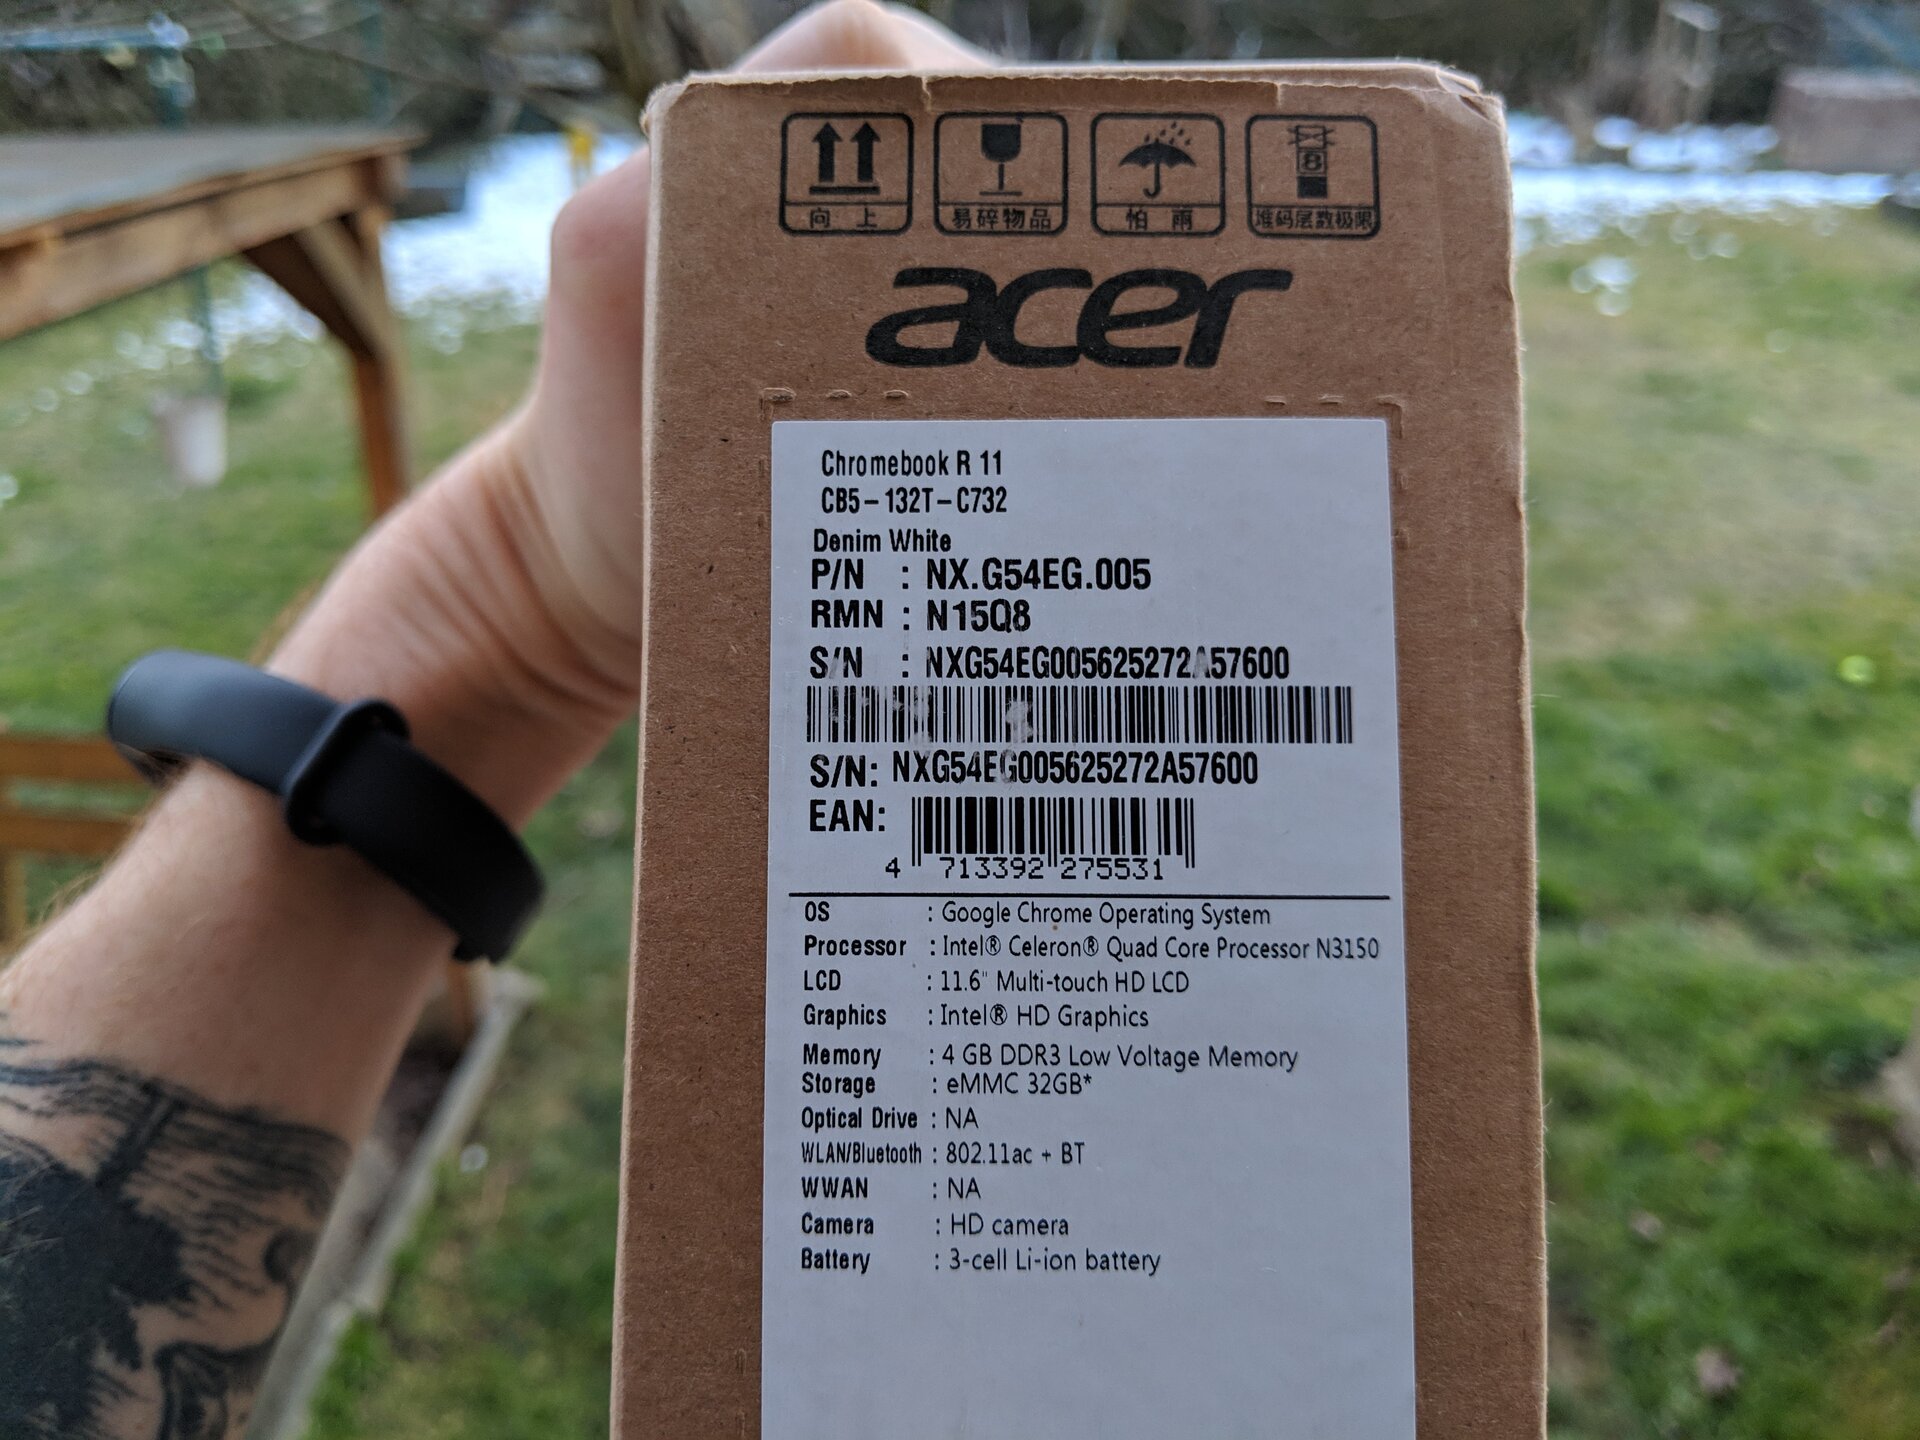 8
向 上
易碎物品
怕 雨
堆码层数极限
acer
Chromebook R 11
CB5-132T-C732
Denim White
P/N : NX.G54EG.005
RMN : N15Q8
S/N : NXG54EG005625272A57600
S/N: NXG54EG005625272A57600
EAN:
4 713392 275531
OS : Google Chrome Operating System
Processor : Intel® Celeron® Quad Core Processor N3150
LCD : 11.6" Multi-touch HD LCD
Graphics : Intel® HD Graphics
Memory : 4 GB DDR3 Low Voltage Memory
Storage : eMMC 32GB*
Optical Drive : NA
WLAN/Bluetooth : 802.11ac + BT
WWAN : NA
Camera : HD camera
Battery : 3-cell Li-ion battery